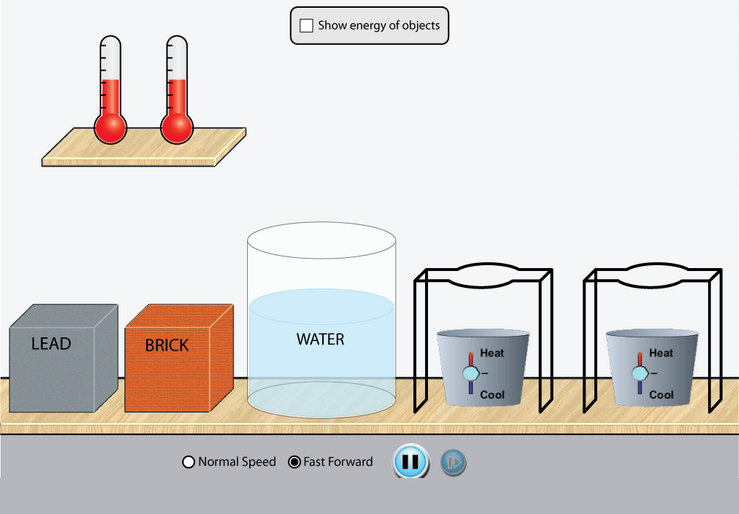 Show energy of objects
LEAD
BRICK
WATER
Heat
Cool
Heat
Cool
Normal Speed
Fast Forward